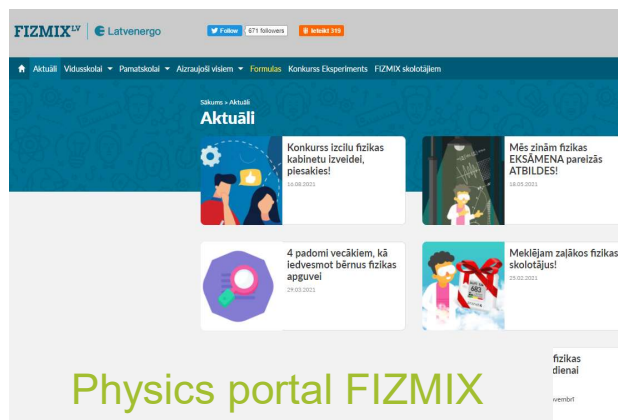 FIZMIX LV
Latvenergo
Follow
671 followers
Ieteikt 319
Aktuāli Vidusskolai Pamatskolai Aizraujoši visiem Formulas Konkurss Eksperiments FIZMIX skolotājiem
Sākums » Aktuāli
Aktuāli
Konkurss izcilu fizikas
kabinetu izveidei,
piesakies!
16.08.2021
Mēs zinām fizikas
EKSĀMENA pareizās
ATBILDES!
18.05.2021
4 padomi vecākiem, kā
iedvesmot bērnus fizikas
apguvei
29.03.2021
Meklējam zaļākos fizikas
skolotājus!
683
fizikas
dienai
ovembrī
Physics portal FIZMIX